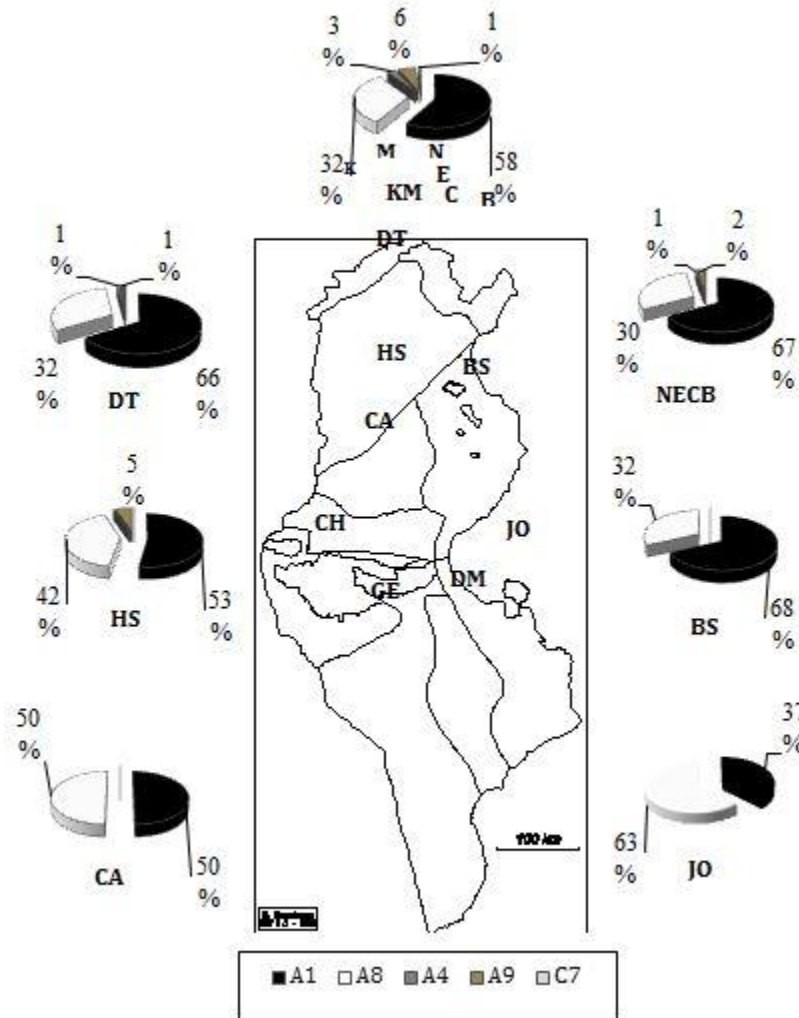 3 %
6 %
1 %
32 %
K
M
N
E
C
B
58 %
KM
1 %
1 %
32 %
66 %
DT
1 %
2 %
30 %
67 %
NECB
DT
HS
BS
CA
CH
JO
GE
DM
5 %
42 %
53 %
HS
32 %
68 %
BS
50 %
50 %
CA
37 %
63 %
JO
100 km
A1 A8 A4 A9 C7